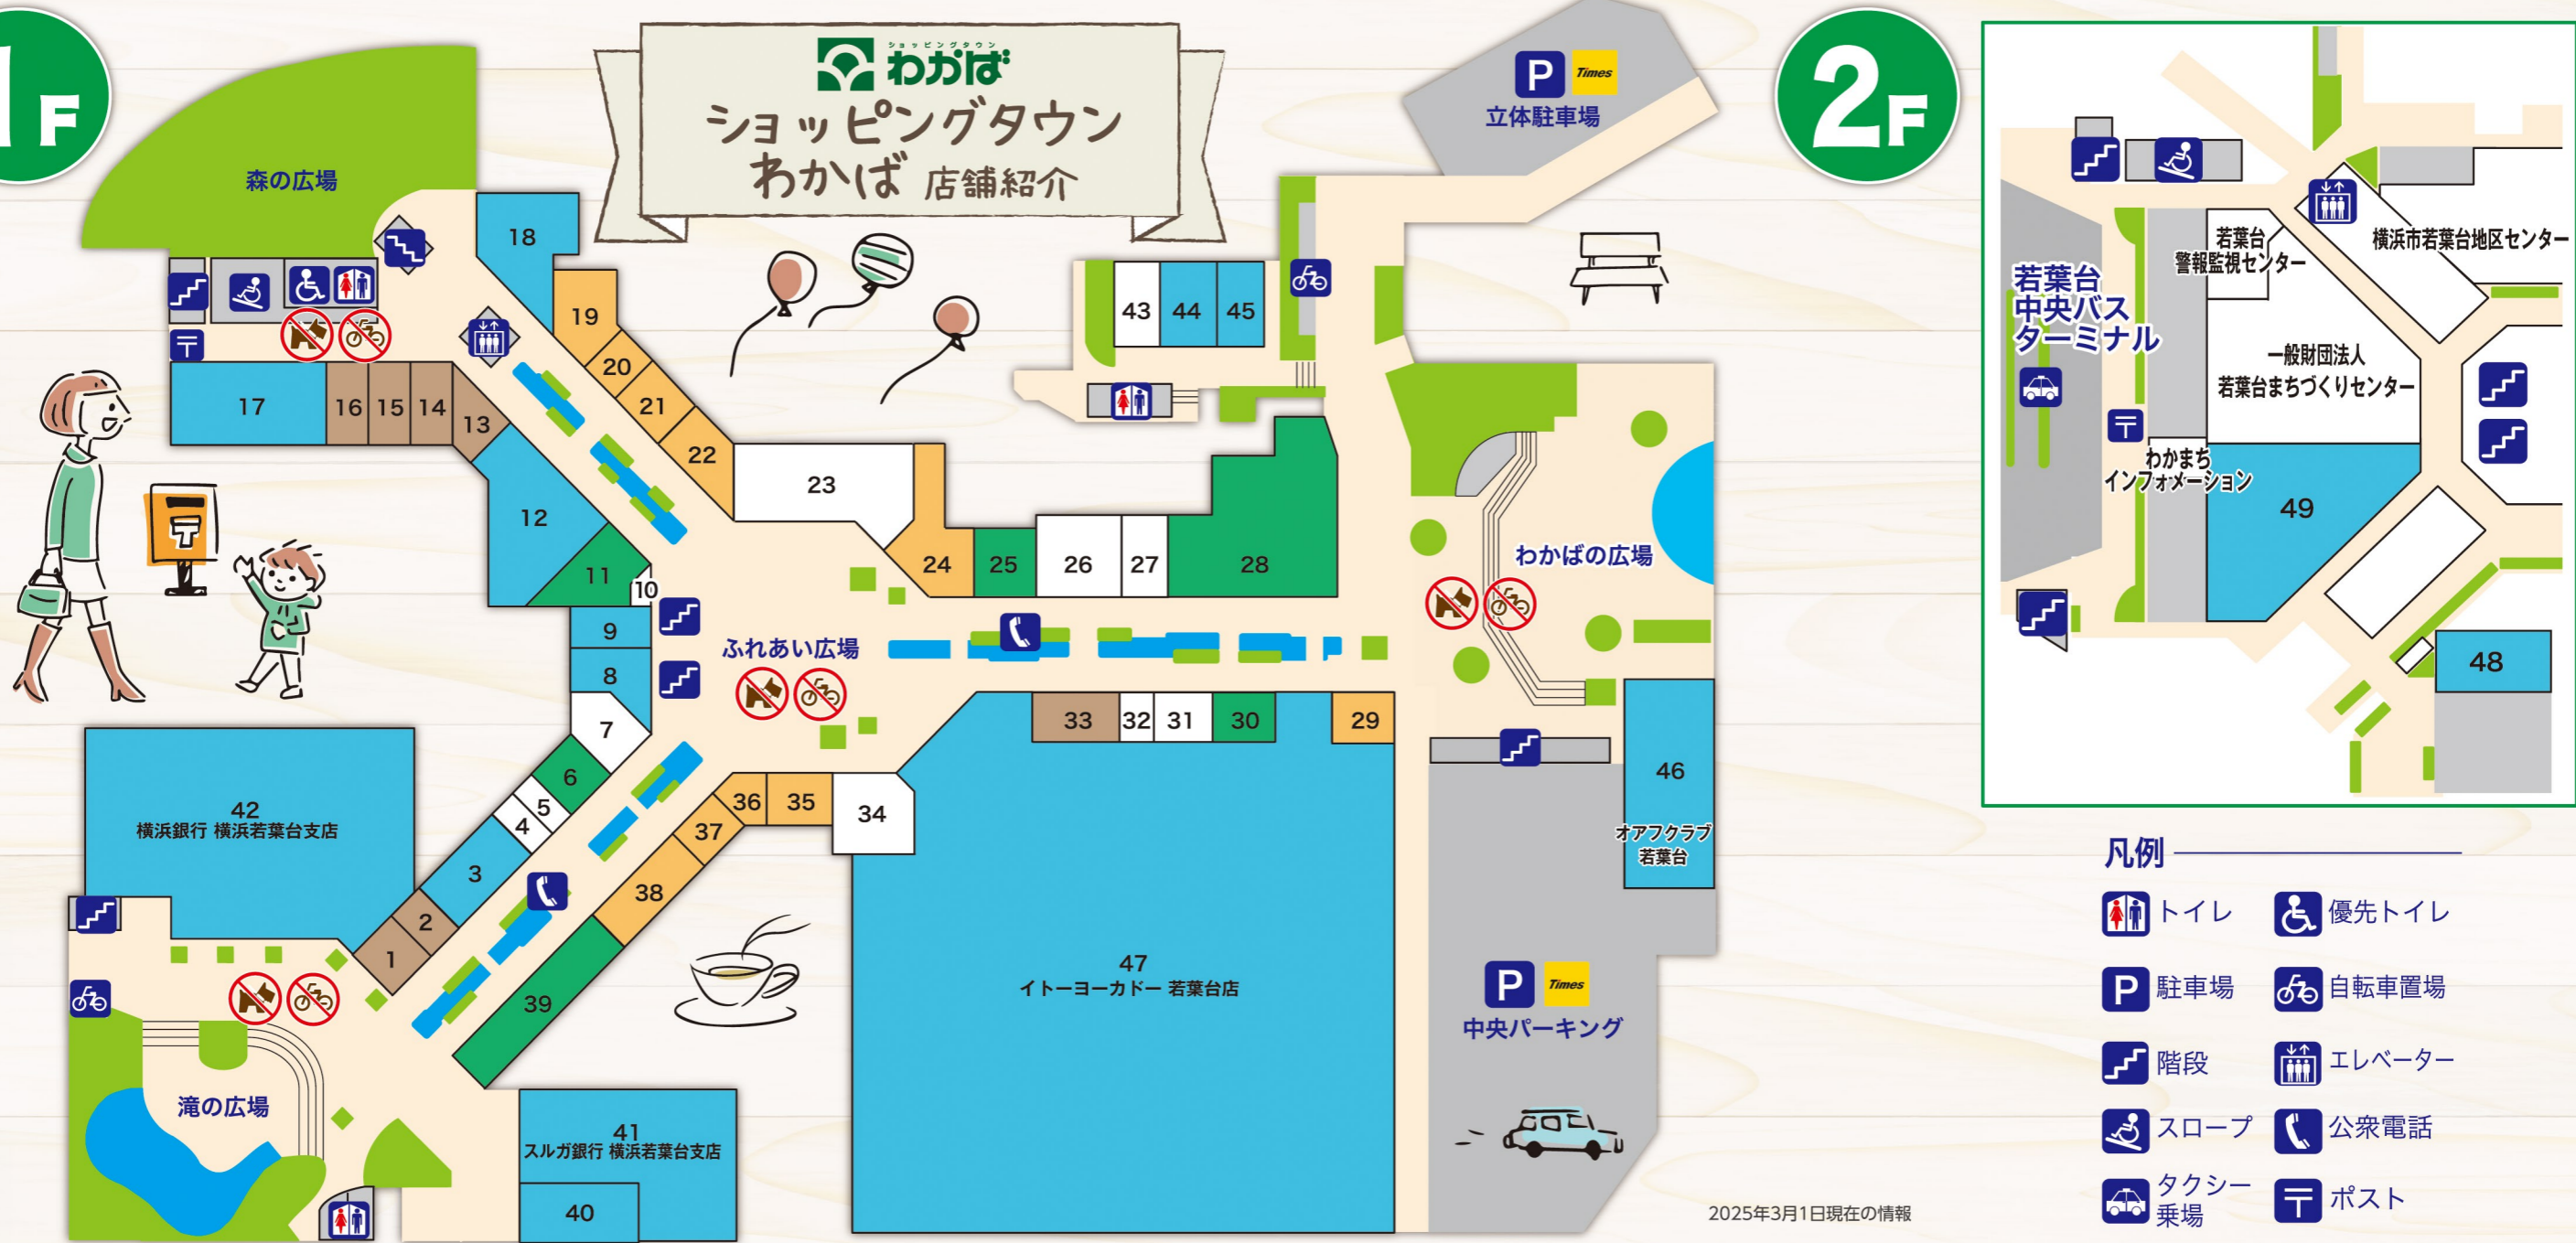 1F
ショッピングタウン
わかば
ショッピングタウン
わかば 店舗紹介
P Times
立体駐車場
2F
森の広場
18
19
20
21
22
23
24
25
26
27
28
43
44
45
17
16
15
14
13
12
11
10
9
8
7
6
5
4
3
2
1
ふれあい広場
わかばの広場
33
32
31
30
29
36
35
34
37
38
39
42
横浜銀行 横浜若葉台支店
46
オアフクラブ
若葉台
47
イトーヨーカドー 若葉台店
P Times
中央パーキング
滝の広場
41
スルガ銀行 横浜若葉台支店
40
若葉台
警報監視センター
横浜市若葉台地区センター
若葉台
中央バス
ターミナル
一般財団法人
若葉台まちづくりセンター
わかまち
インフォメーション
49
48
凡例
トイレ
優先トイレ
P 駐車場
自転車置場
階段
エレベーター
スロープ
公衆電話
タクシー
乗場
〒 ポスト
2025年3月1日現在の情報